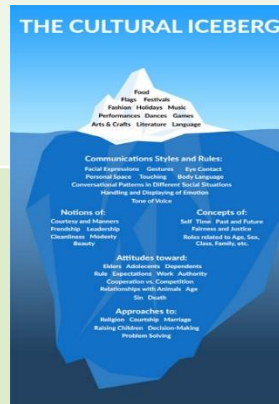 THE CULTURAL ICEBERG
Food
Flags Festivals
Fashion Holidays Music
Performances Dances Games
Arts & Crafts Literature Language
Communications Styles and Rules:
Facial Expressions Gestures Eye Contact
Personal Space Touching Body Language
Conversational Patterns in Different Social Situations
Handling and Displaying of Emotion
Tone of Voice
Notions of:
Courtesy and Manners
Friendship Leadership
Cleanliness Modesty
Beauty
Concepts of:
Self Time Past and Future
Fairness and Justice
Roles related to Age, Sex,
Class, Family, etc.
Attitudes toward:
Elders Adolescents Dependents
Rule Expectations Work Authority
Cooperation vs. Competition
Relationships with Animals Age
Sin Death
Approaches to:
Religion Courtship Marriage
Raising Children Decision-Making
Problem Solving